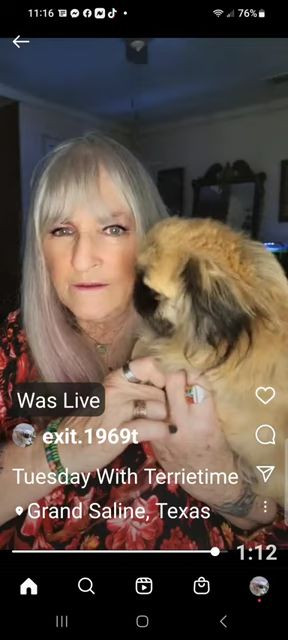 11:16
76%
Was Live
exit.1969t
Tuesday With Terrietime
Grand Saline, Texas
1:12